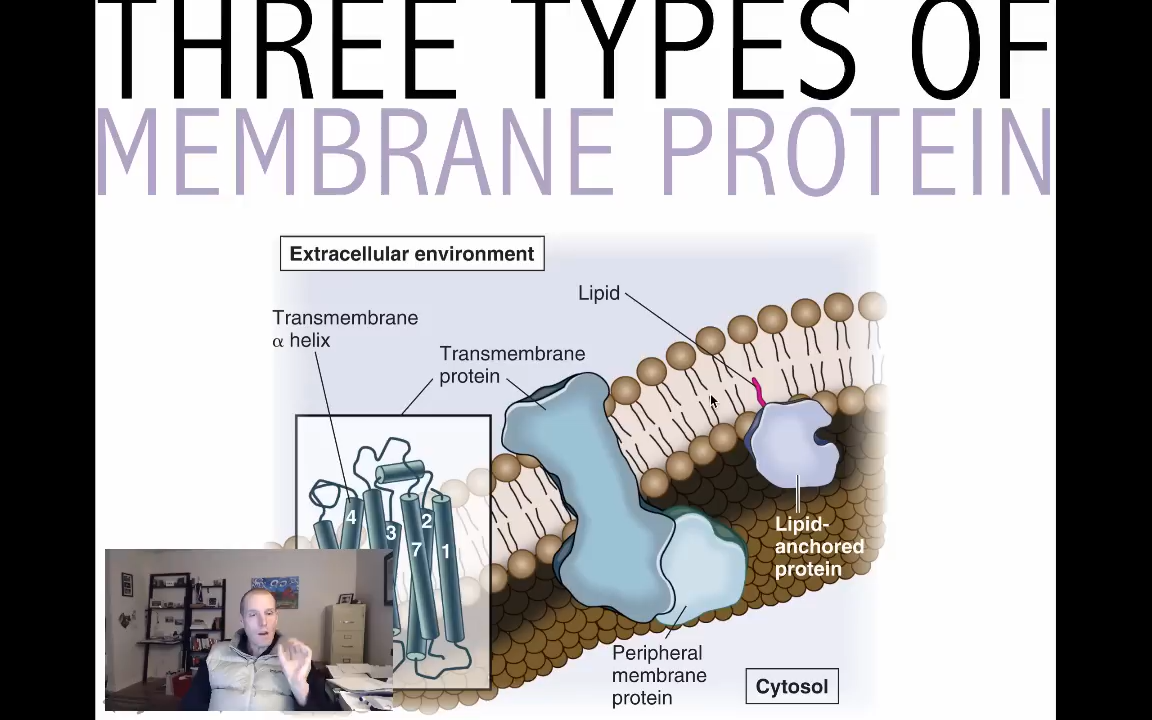 THREE TYPES OF
MEMBRANE PROTEIN
Extracellular environment
Lipid
Transmembrane
α helix
Transmembrane
protein
4
3
2
7
1
Lipid-
anchored
protein
Peripheral
membrane
protein
Cytosol